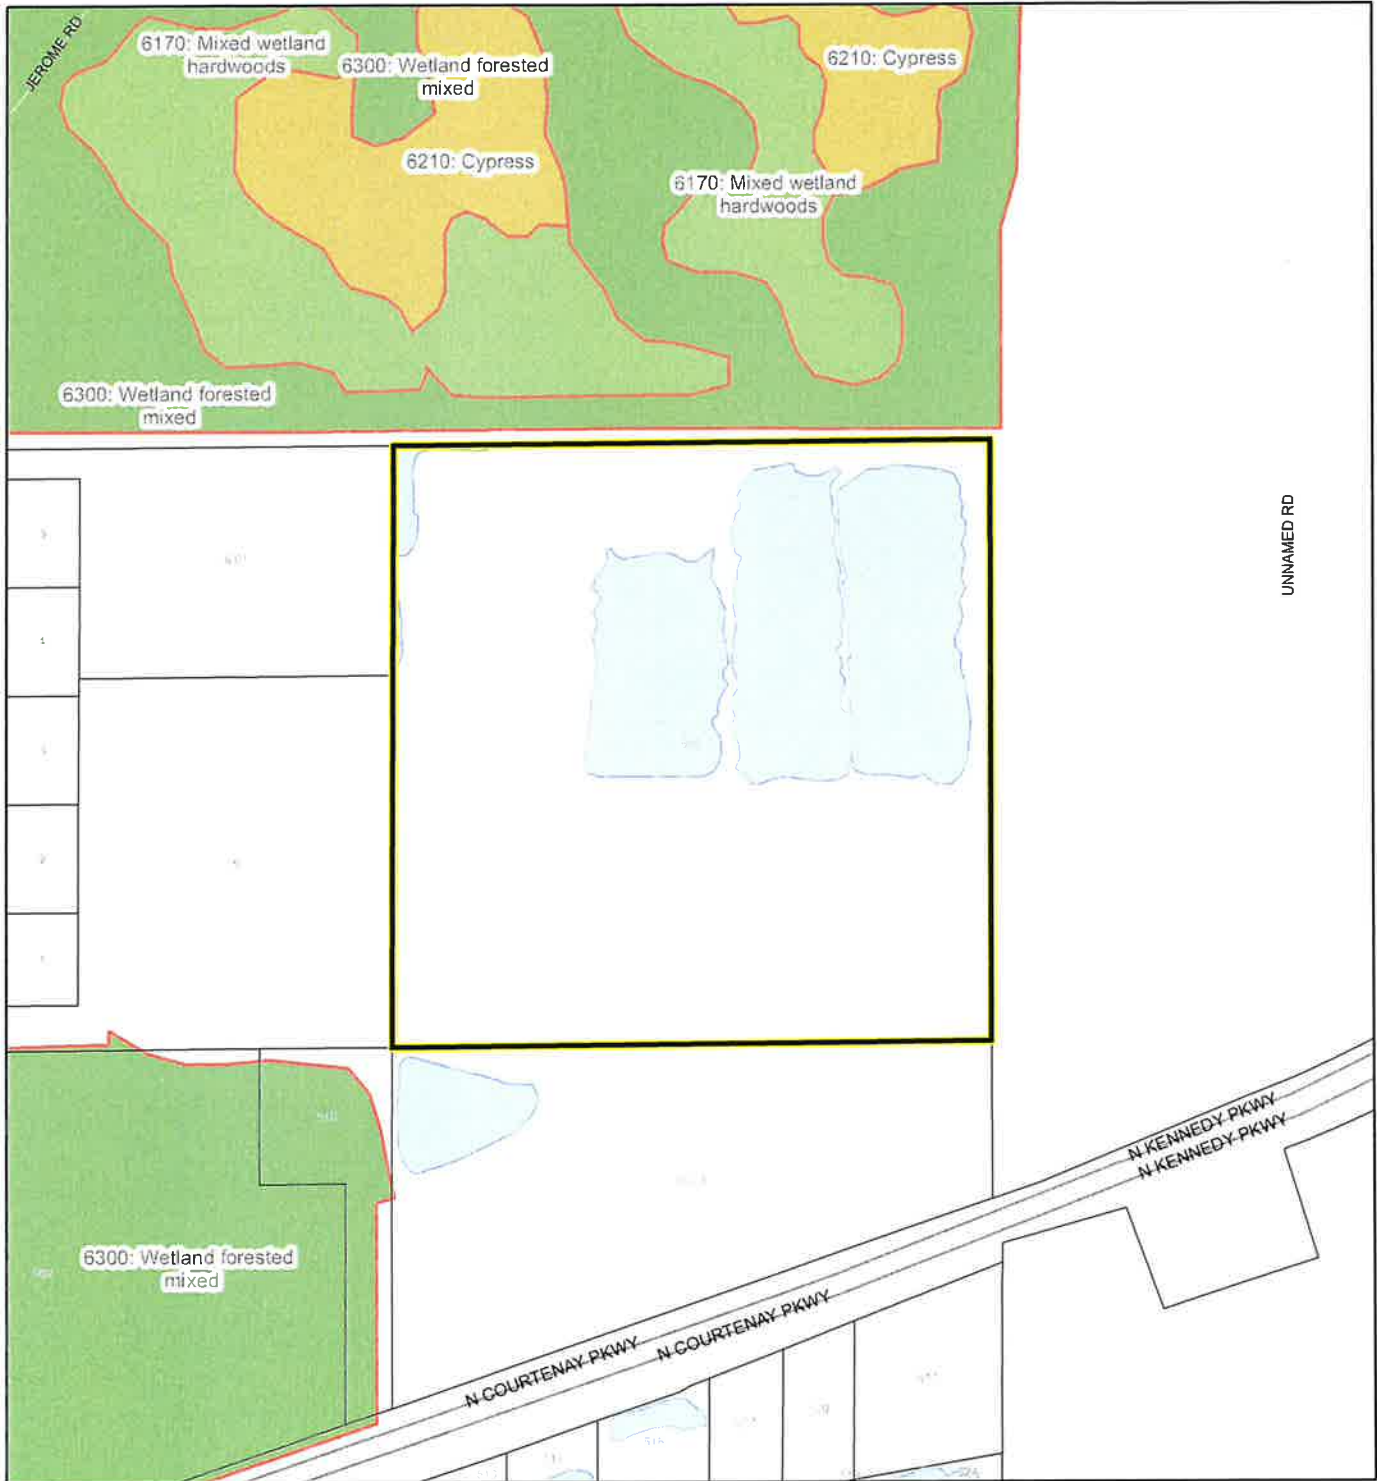 JEROME RD
6170: Mixed wetland
hardwoods
6300: Wetland forested
mixed
6210: Cypress
6210: Cypress
6170: Mixed wetland
hardwoods
6300: Wetland forested
mixed
UNNAMED RD
N KENNEDY PKWY
N KENNEDY PKWY
6300: Wetland forested
mixed
N COURTENAY PKWY
N COURTENAY PKWY